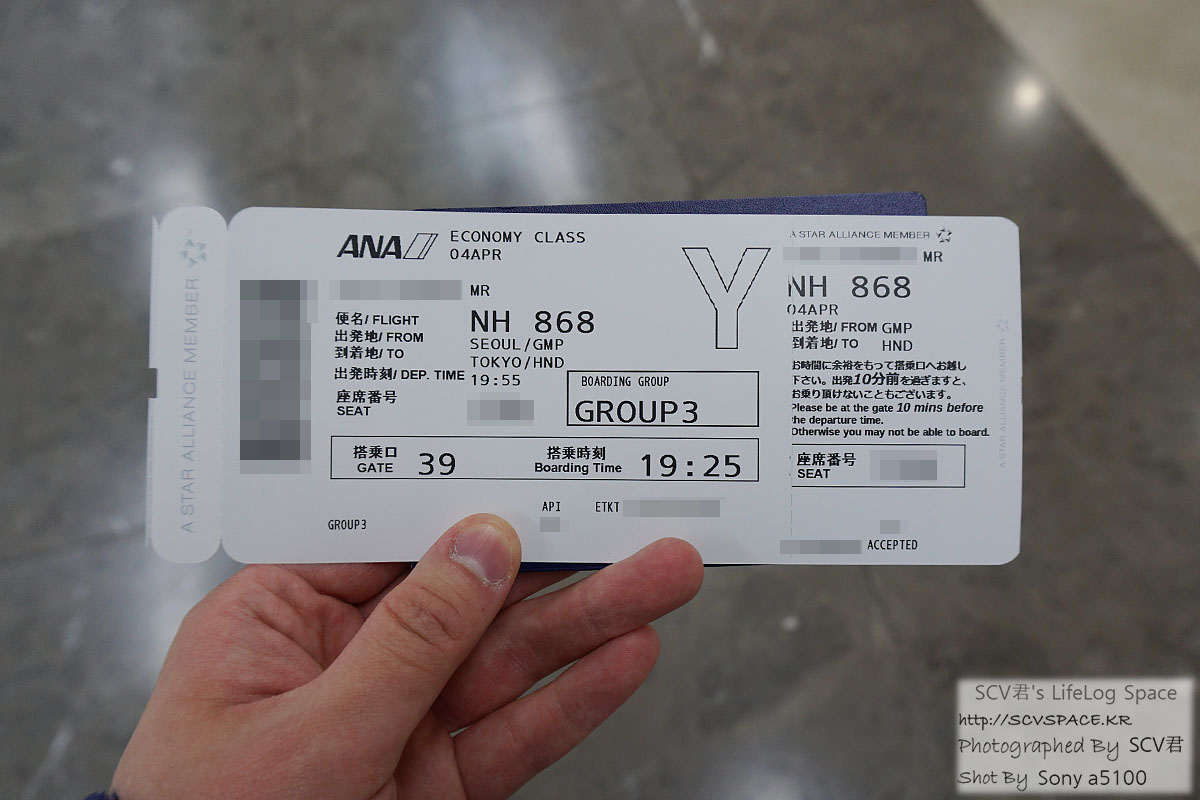 A STAR ALLIANCE MEMBER
ANA
ECONOMY CLASS
04APR
Y
MR
便名/ FLIGHT NH 868
出発地/ FROM SEOUL/GMP
到着地/ TO TOKYO/HND
出発時刻/ DEP. TIME 19:55
座席番号
SEAT
BOARDING GROUP
GROUP3
搭乗口
GATE 39
搭乗時刻
Boarding Time 19:25
API ETKT
GROUP3
A STAR ALLIANCE MEMBER
MR
NH 868
04APR
出発地/ FROM GMP
到着地/ TO HND
お時間に余裕をもって搭乗口へお越し
下さい。出発10分前を過ぎますと、
お乗り頂けないこともございます。
Please be at the gate 10 mins before
the departure time.
Otherwise you may not be able to board.
座席番号
SEAT
ACCEPTED
A STAR ALLIANCE MEMBER
SCV君's LifeLog Space
http://SCVSPACE.KR
Photographed By SCV君
Shot By Sony a5100